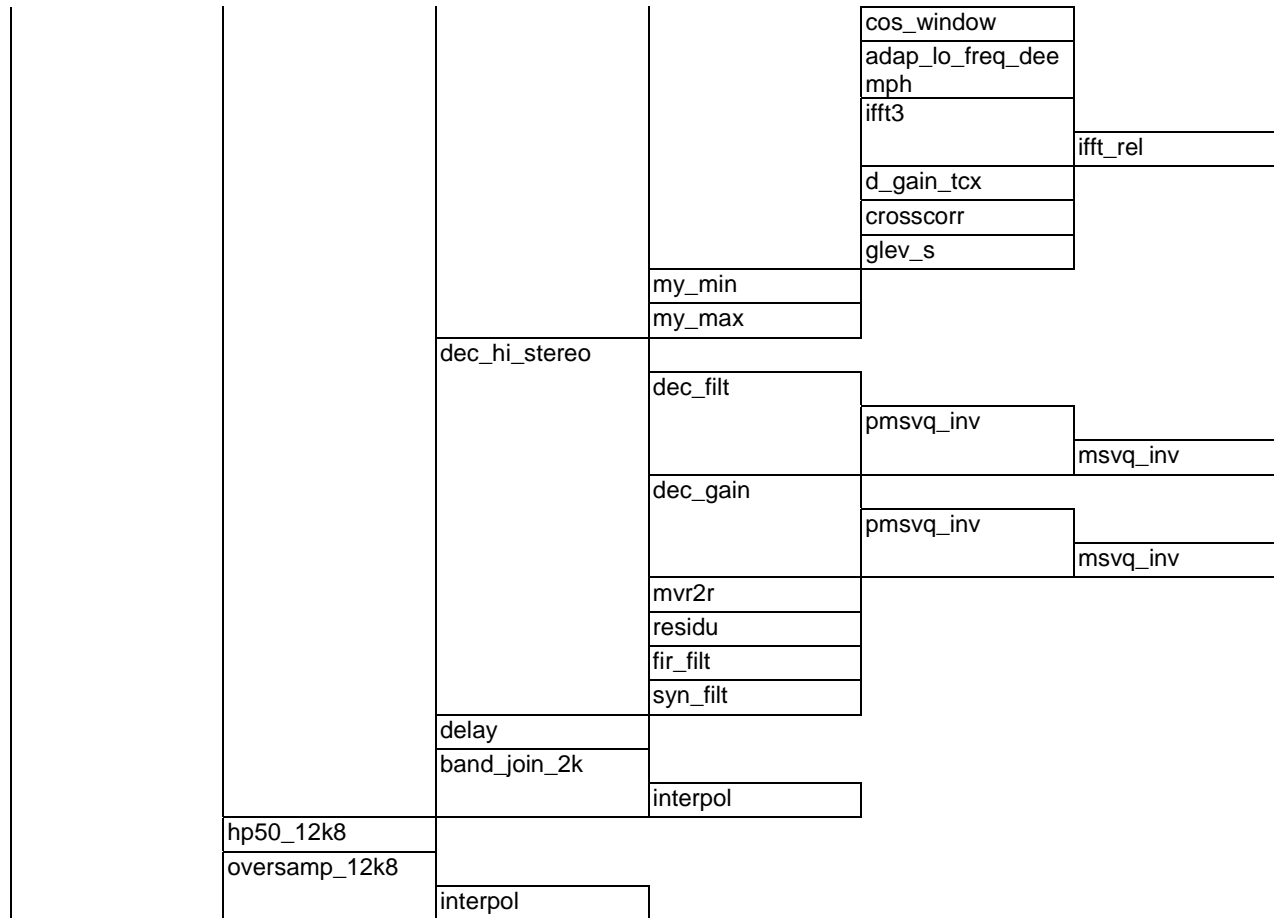 cos_window
adap_lo_freq_dee
mph
ifft3
ifft_rel
d_gain_tcx
crosscorr
glev_s
my_min
my_max
dec_hi_stereo
dec_filt
pmsvq_inv
msvq_inv
dec_gain
pmsvq_inv
msvq_inv
mvr2r
residu
fir_filt
syn_filt
delay
band_join_2k
interpol
hp50_12k8
oversamp_12k8
interpol